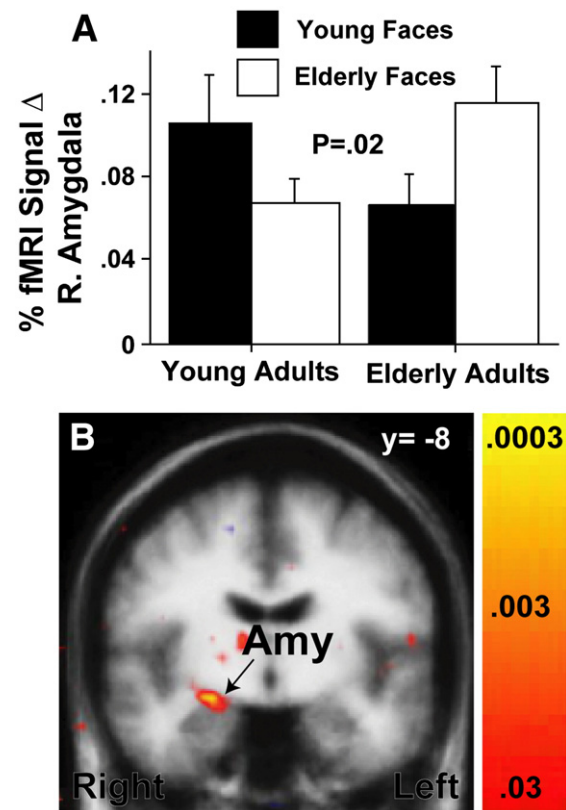 A
Young Faces
Elderly Faces
% fMRI Signal Δ
R. Amygdala
.12
.08
.04
0
P=.02
Young Adults
Elderly Adults
B
y= -8
.0003
.003
.03
Amy
Right
Left